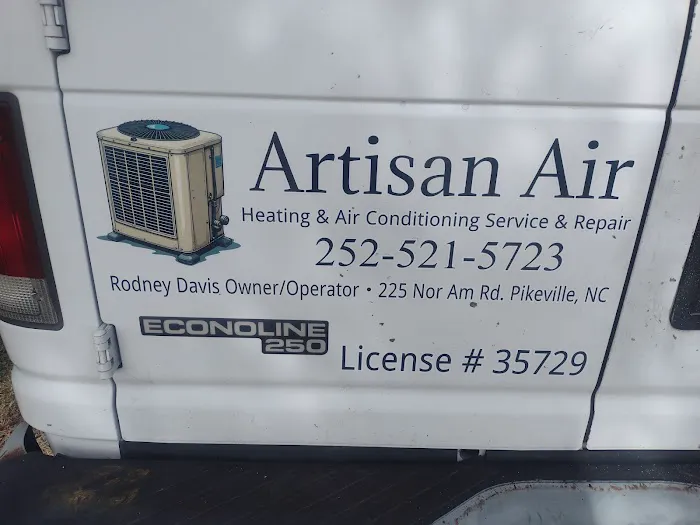 Artisan Air
Heating & Air Conditioning Service & Repair
252-521-5723
Rodney Davis Owner/Operator • 225 Nor Am Rd. Pikeville, NC
ECONOLINE
250
License # 35729